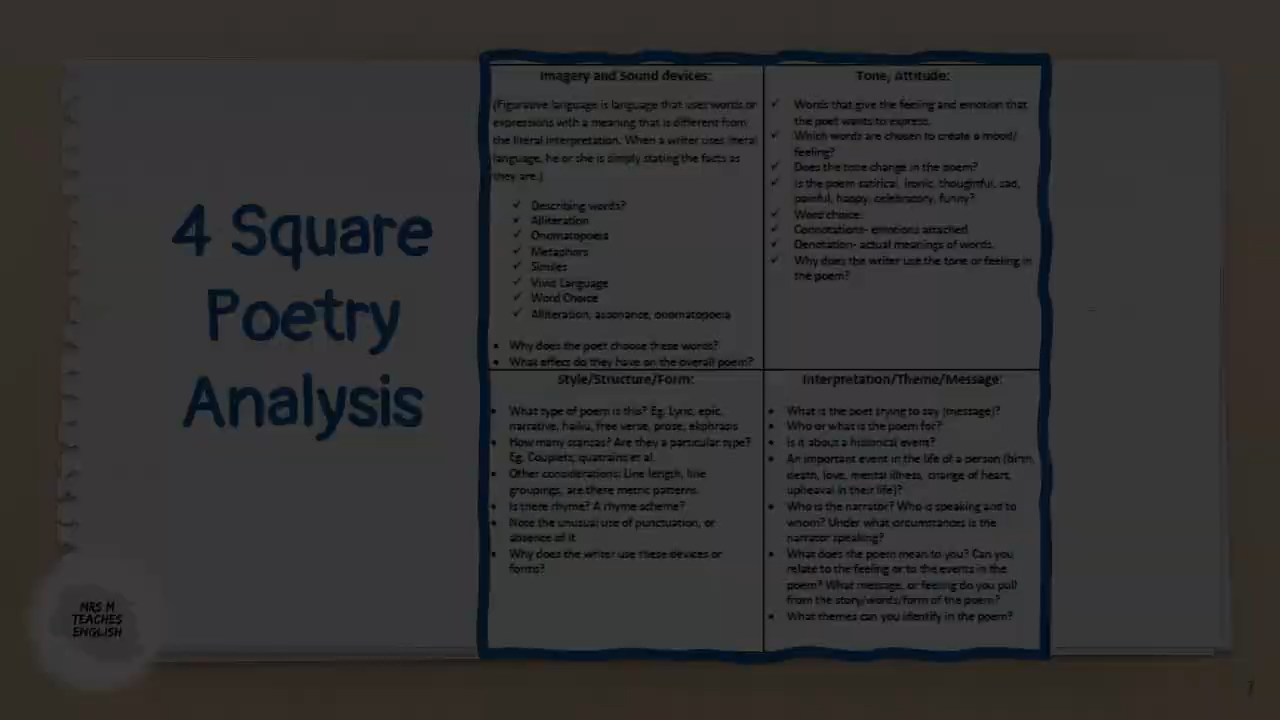 4 Square
Poetry
Analysis
Imagery and Sound devices:
(Figurative language is language that uses words or
expressions with a meaning that is different from
the literal interpretation. When a writer uses literal
language, he or she is simply stating the facts as
they are.)
✓ Describing words?
✓ Alliteration
✓ Onomatopoeia
✓ Metaphors
✓ Similes
✓ Vivid Language
✓ Word Choice
✓ Alliteration, assonance, onomatopoeia
• Why does the poet choose these words?
• What effect do they have on the overall poem?
Tone, Attitude:
✓ Words that give the feeling and emotion that
the poet wants to express.
✓ Which words are chosen to create a mood/
feeling?
✓ Does the tone change in the poem?
✓ Is the poem satirical, ironic, thoughtful, sad,
painful, happy, celebratory, funny?
✓ Word choice.
✓ Connotations- emotions attached
✓ Denotation- actual meanings of words.
✓ Why does the writer use the tone or feeling in
the poem?
Style/Structure/Form:
• What type of poem is this? Eg. Lyric, epic,
narrative, haiku, free verse, prose, ekphrasis
• How many stanzas? Are they a particular type?
Eg. Couplets, quatrains et al.
• Other considerations: Line length, line
groupings, are there metric patterns.
• Is there rhyme? A rhyme scheme?
• Note the unusual use of punctuation, or
absence of it
• Why does the writer use these devices or
forms?
Interpretation/Theme/Message:
• What is the poet trying to say (message)?
• Who or what is the poem for?
• Is it about a historical event?
• An important event in the life of a person (birth,
death, love, mental illness, change of heart,
upheaval in their life)?
• Who is the narrator? Who is speaking and to
whom? Under what circumstances is the
narrator speaking?
• What does the poem mean to you? Can you
relate to the feeling or to the events in the
poem? What message, or feeling do you pull
from the story/words/form of the poem?
• What themes can you identify in the poem?
MRS M
TEACHES
ENGLISH